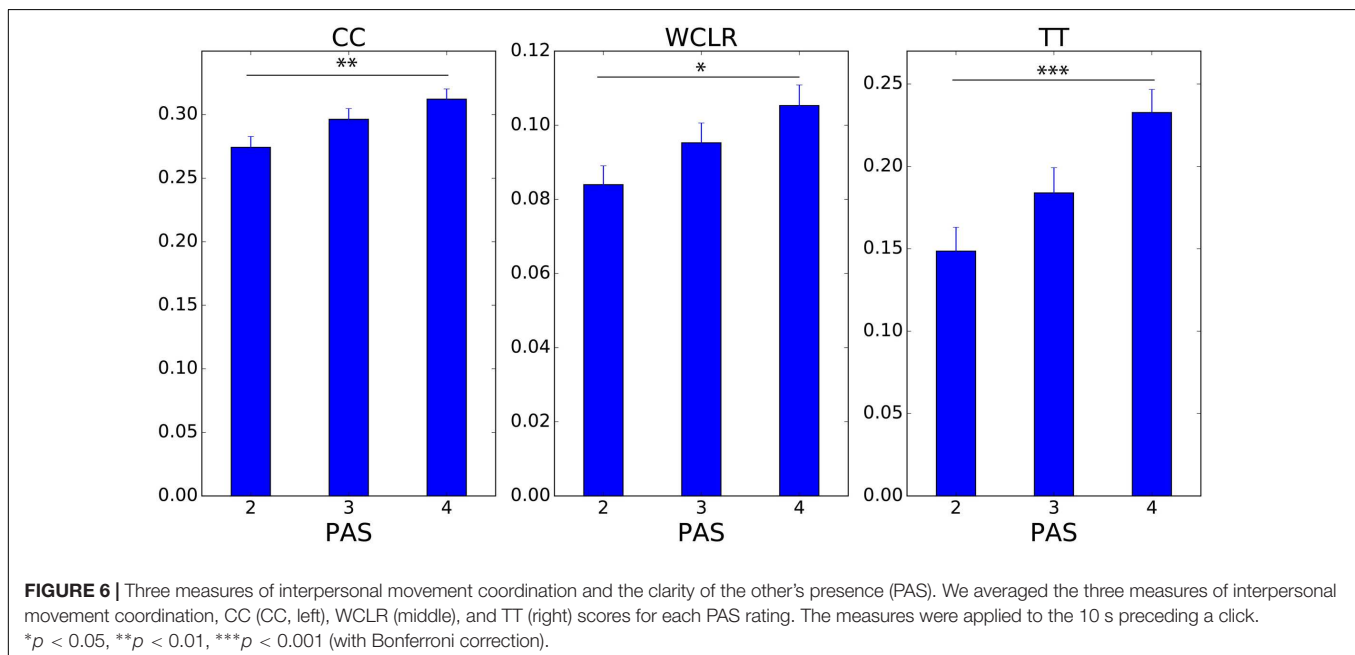 CC
**
0.30
0.25
0.20
0.15
0.10
0.05
0.00
2 3 4
PAS
WCLR
*
0.12
0.10
0.08
0.06
0.04
0.02
0.00
2 3 4
PAS
TT
***
0.25
0.20
0.15
0.10
0.05
0.00
2 3 4
PAS
FIGURE 6 | Three measures of interpersonal movement coordination and the clarity of the other's presence (PAS). We averaged the three measures of interpersonal
movement coordination, CC (CC, left), WCLR (middle), and TT (right) scores for each PAS rating. The measures were applied to the 10 s preceding a click.
*p < 0.05, **p < 0.01, ***p < 0.001 (with Bonferroni correction).